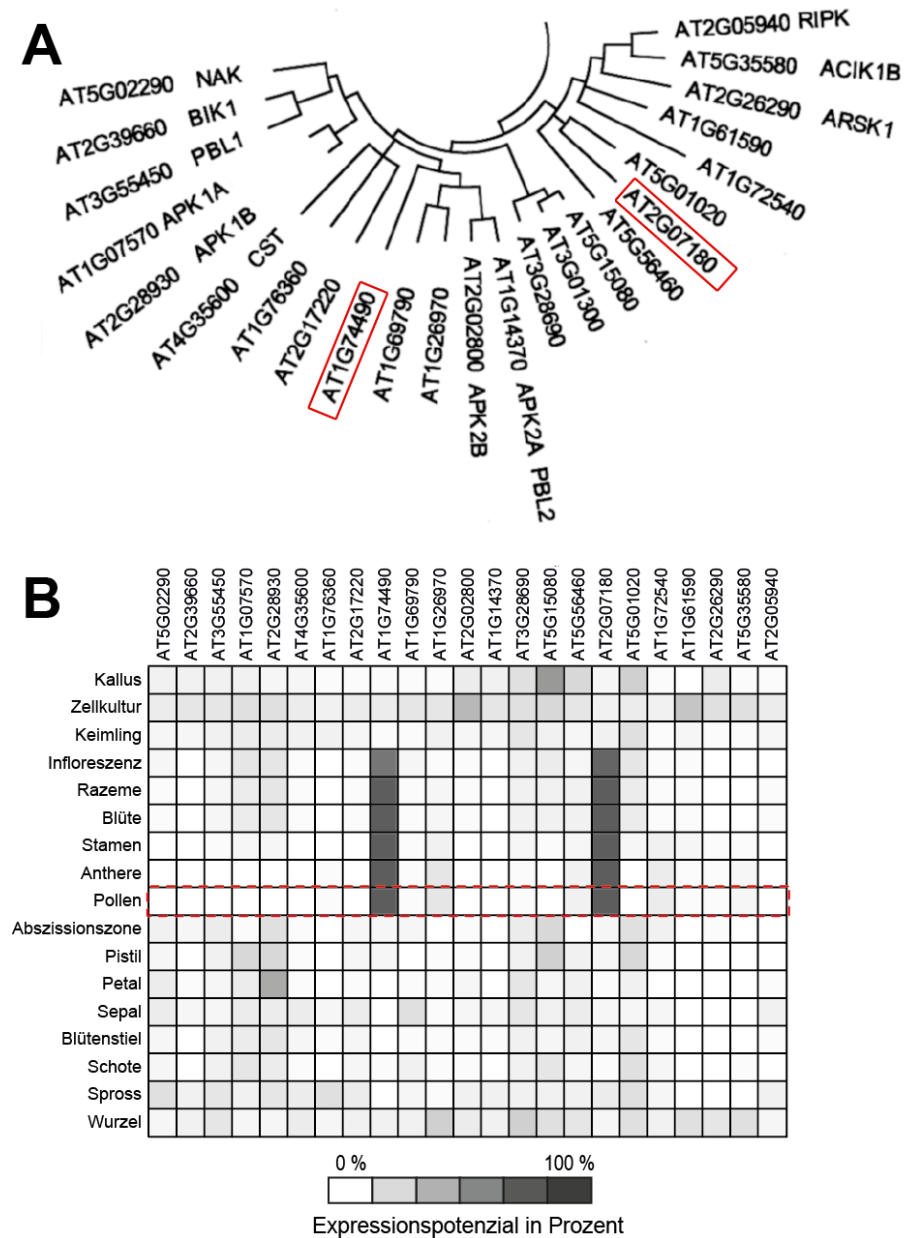 A
AT5G02290 NAK
AT2G39660 BIK1
AT3G55450 PBL1
AT1G07570 APK1A
AT2G28930 APK1B
AT4G35600 CST
AT1G76360
AT2G17220
AT1G74490
AT1G69790
AT1G26970
AT2G02800 APK2B
AT1G14370 APK2A PBL2
AT3G28690
AT3G01300
AT5G15080
AT5G56460
AT2G07180
AT5G01020
AT1G72540
AT1G61590
AT2G26290 ARSK1
AT5G35580 ACIK1B
AT2G05940 RIPK
B
AT5G02290
AT2G39660
AT3G55450
AT1G07570
AT2G28930
AT4G35600
AT1G76360
AT2G17220
AT1G74490
AT1G69790
AT1G26970
AT2G02800
AT1G14370
AT3G28690
AT5G15080
AT5G56460
AT2G07180
AT5G01020
AT1G72540
AT1G61590
AT2G26290
AT5G35580
AT2G05940
Kallus
Zellkultur
Keimling
Infloreszenz
Razeme
Blüte
Stamen
Anthere
Pollen
Abszissionszone
Pistil
Petal
Sepal
Blütenstiel
Schote
Spross
Wurzel
0 % 100 %
Expressionspotenzial in Prozent